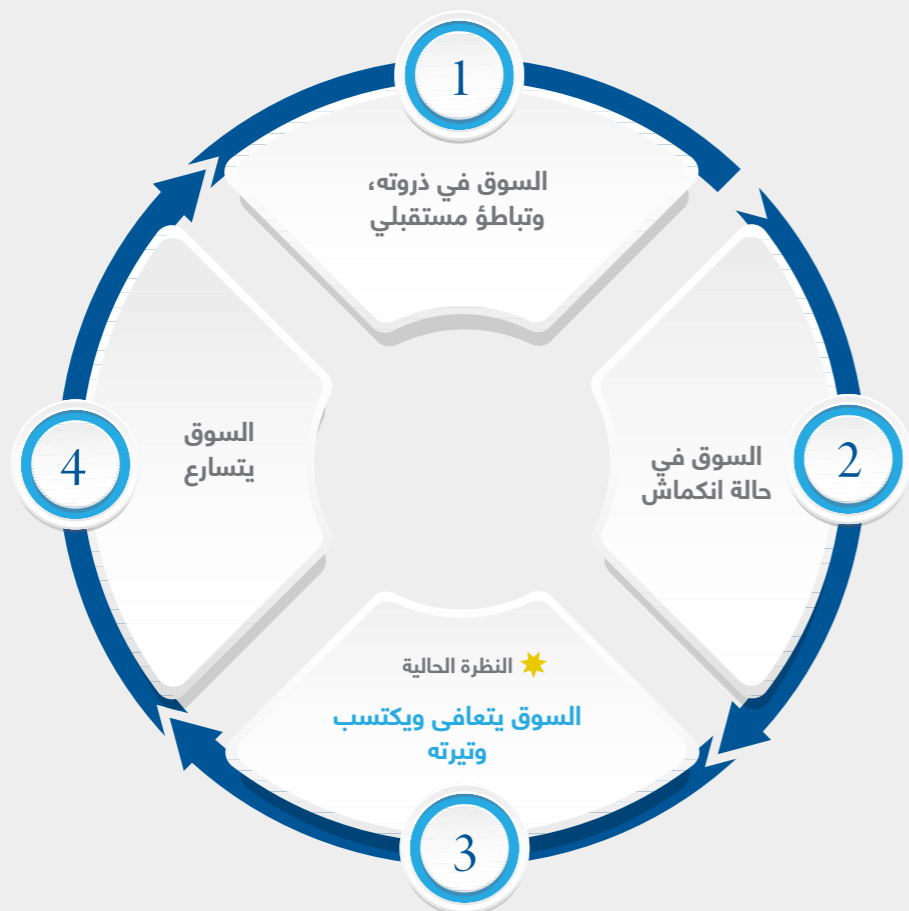 1
السوق في ذروته،
وتباطؤ مستقبلي
2
السوق في
حالة انكماش
النظرة الحالية
السوق يتعافى ويكتسب
وتيرته
3
4
السوق
يتسارع